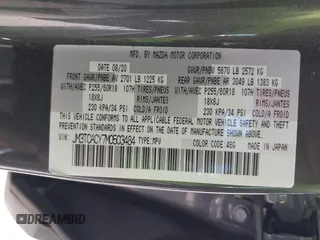 MFD. BY MAZDA MOTOR CORPORATION
DATE 08/20 GVWR/PNBV 5670 LB 2572 KG
FRONT GAWR/PNBE AV 2701 LB 1225 KG REAR GAWR/PNBE AR 3049 LB 1383 KG
WITH/AVEC P255/60R18 107H TIRES/PNEUS WITH/AVEC P255/60R18 107H TIRES/PNEUS
18X8J RIMS/JANTES 18X8J RIMS/JANTES
230 KPA/34 PSI COLD/A FROID 230 KPA/34 PSI COLD/A FROID
THIS VEHICLE CONFORMS TO ALL APPLICABLE FEDERAL MOTOR VEHICLE
SAFETY
STANDARDS IN EFFECT ON THE DATE OF MANUFACTURE SHOWN ABOVE.
TYPE:MPV
COLOR CODE:46G MADE IN JAPAN
AUTOBIDMASTER